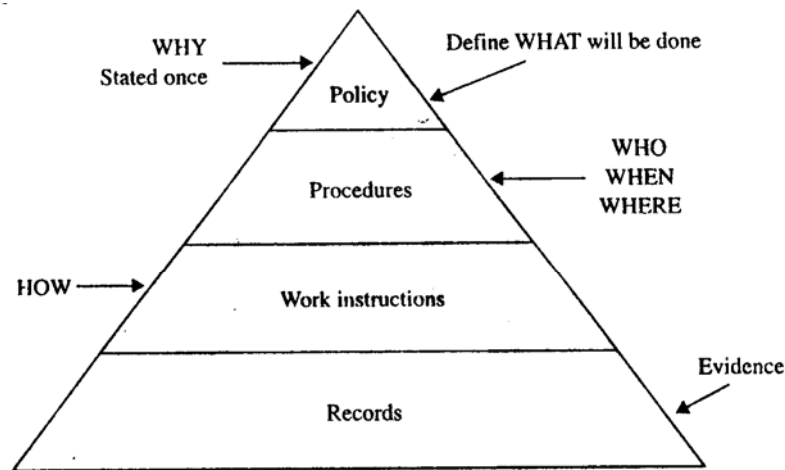 WHY
Stated once
Define WHAT will be done
Policy
WHO
WHEN
WHERE
Procedures
HOW
Work instructions
Evidence
Records